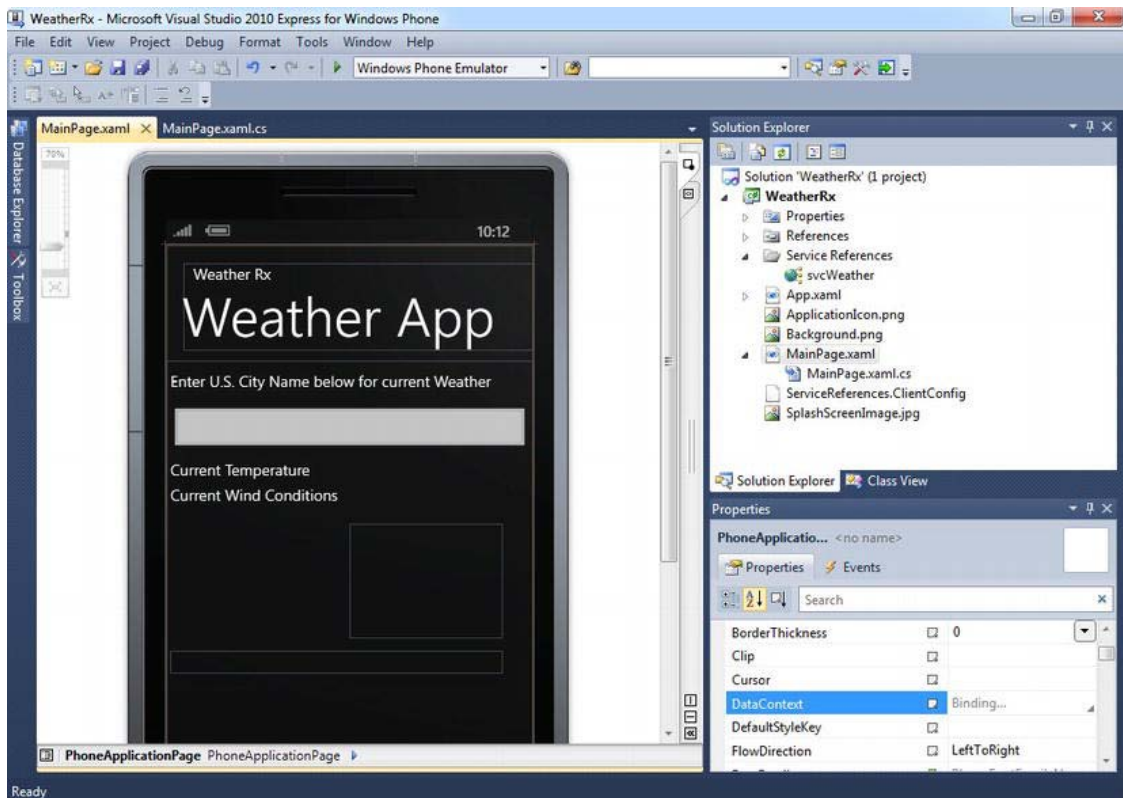 WeatherRx - Microsoft Visual Studio 2010 Express for Windows Phone
File Edit View Project Debug Format Tools Window Help
Windows Phone Emulator
Database Explorer
Toolbox
MainPage.xaml
MainPage.xaml.cs
70%
10:12
Weather Rx
Weather App
Enter U.S. City Name below for current Weather
Current Temperature
Current Wind Conditions
PhoneApplicationPage PhoneApplicationPage
Solution Explorer
Solution 'WeatherRx' (1 project)
WeatherRx
Properties
References
Service References
svcWeather
App.xaml
ApplicationIcon.png
Background.png
MainPage.xaml
MainPage.xaml.cs
ServiceReferences.ClientConfig
SplashScreenImage.jpg
Solution Explorer Class View
Properties
PhoneApplicatio... <no name>
Properties Events
Search
BorderThickness 0
Clip
Cursor
DataContext Binding...
DefaultStyleKey
FlowDirection LeftToRight
Ready